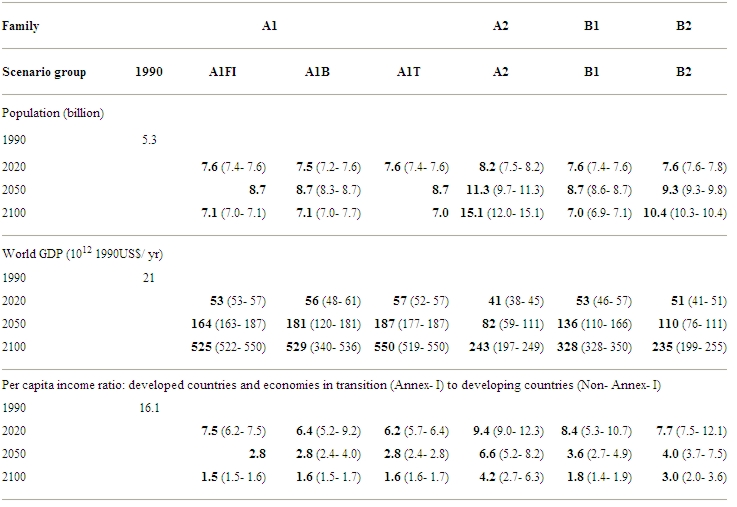 Family A1 A2 B1 B2
Scenario group 1990 A1FI A1B A1T A2 B1 B2
Population (billion)
1990 5.3
2020 7.6 (7.4- 7.6) 7.5 (7.2- 7.6) 7.6 (7.4- 7.6) 8.2 (7.5- 8.2) 7.6 (7.4- 7.6) 7.6 (7.6- 7.8)
2050 8.7 8.7 (8.3- 8.7) 8.7 11.3 (9.7- 11.3) 8.7 (8.6- 8.7) 9.3 (9.3- 9.8)
2100 7.1 (7.0- 7.1) 7.1 (7.0- 7.7) 7.0 15.1 (12.0- 15.1) 7.0 (6.9- 7.1) 10.4 (10.3- 10.4)
World GDP (10¹² 1990US$/ yr)
1990 21
2020 53 (53- 57) 56 (48- 61) 57 (52- 57) 41 (38- 45) 53 (46- 57) 51 (41- 51)
2050 164 (163- 187) 181 (120- 181) 187 (177- 187) 82 (59- 111) 136 (110- 166) 110 (76- 111)
2100 525 (522- 550) 529 (340- 536) 550 (519- 550) 243 (197- 249) 328 (328- 350) 235 (199- 255)
Per capita income ratio: developed countries and economies in transition (Annex- I) to developing countries (Non- Annex- I)
1990 16.1
2020 7.5 (6.2- 7.5) 6.4 (5.2- 9.2) 6.2 (5.7- 6.4) 9.4 (9.0- 12.3) 8.4 (5.3- 10.7) 7.7 (7.5- 12.1)
2050 2.8 2.8 (2.4- 4.0) 2.8 (2.4- 2.8) 6.6 (5.2- 8.2) 3.6 (2.7- 4.9) 4.0 (3.7- 7.5)
2100 1.5 (1.5- 1.6) 1.6 (1.5- 1.7) 1.6 (1.6- 1.7) 4.2 (2.7- 6.3) 1.8 (1.4- 1.9) 3.0 (2.0- 3.6)